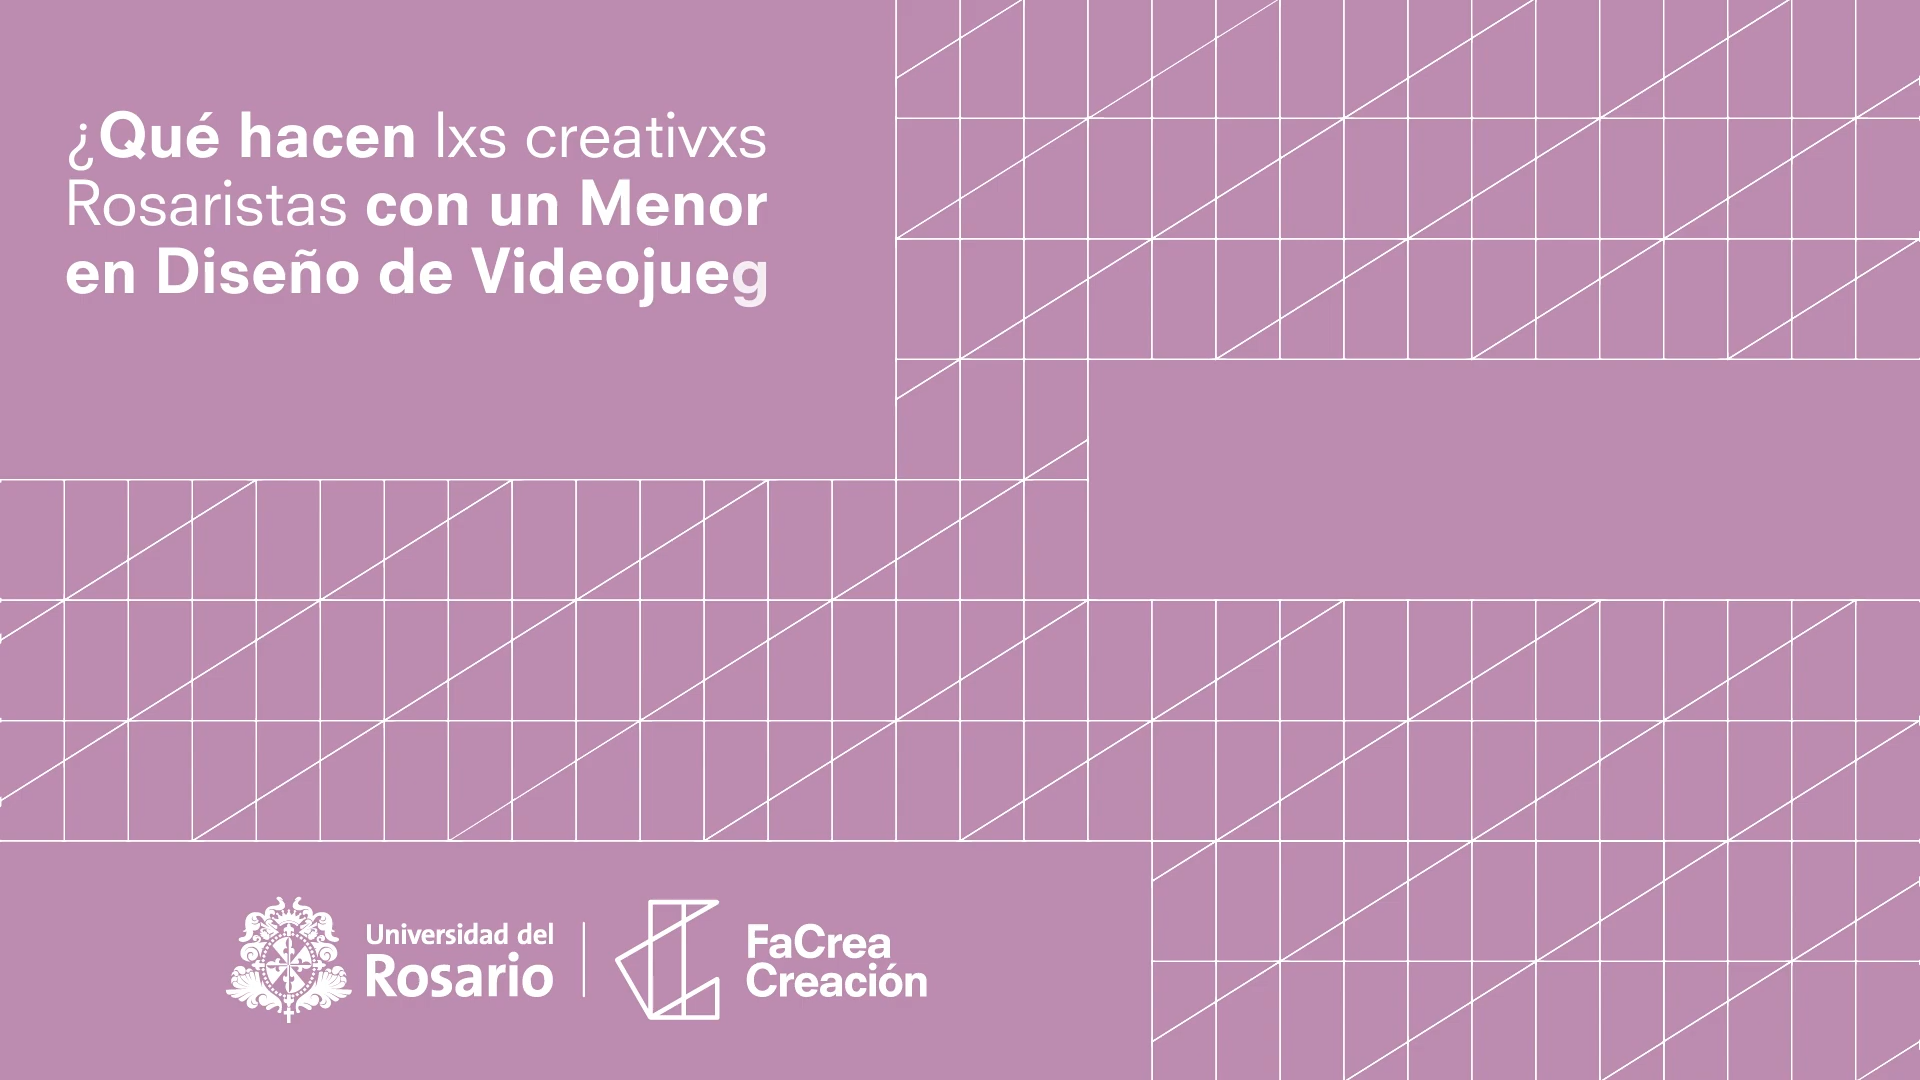 ¿Qué hacen lxs creativxs
Rosaristas con un Menor
en Diseño de Videojueg
Universidad del
Rosario
FaCrea
Creación